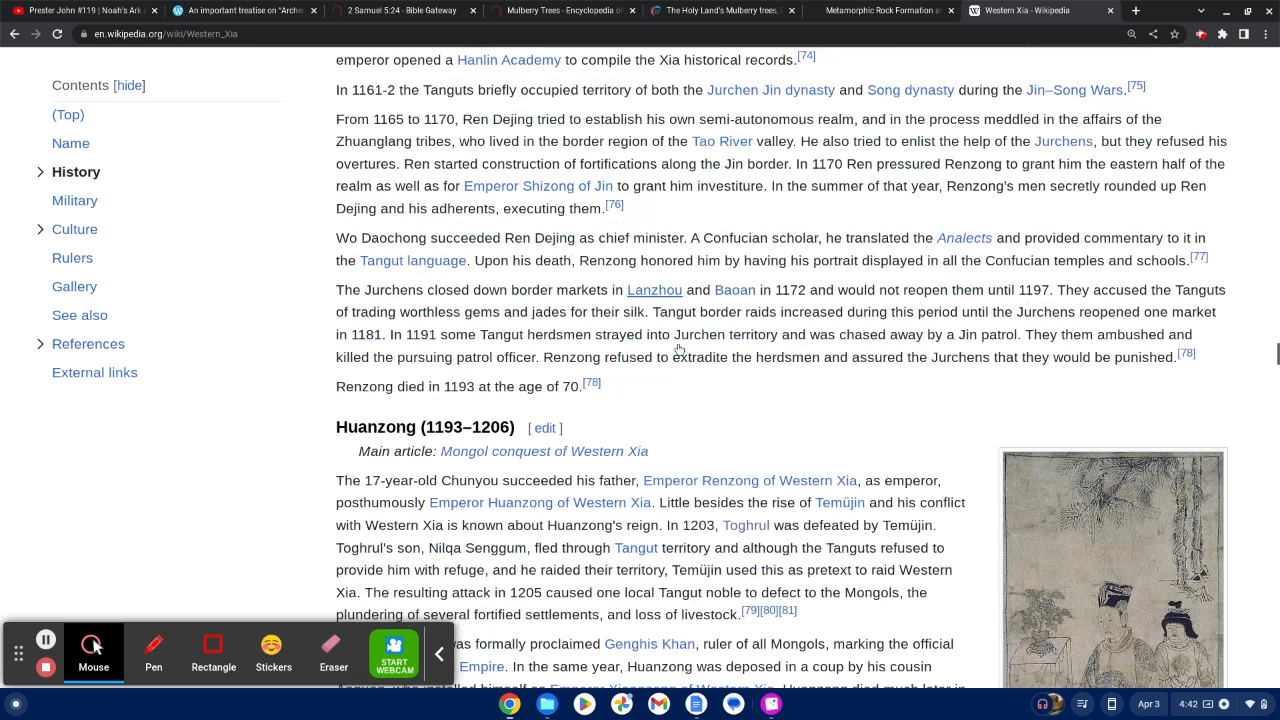 Prester John #119 | Noah's Ark
An important treatise on "Archer
2 Samuel 5:24 - Bible Gateway
Mulberry Trees - Encyclopedia of
The Holy Land's Mulberry trees, E
Metamorphic Rock Formation a
Western Xia - Wikipedia
en.wikipedia.org/wiki/Western_Xia
Contents [hide]
(Top)
Name
History
Military
Culture
Rulers
Gallery
See also
References
External links
emperor opened a Hanlin Academy to compile the Xia historical records.[74]
In 1161-2 the Tanguts briefly occupied territory of both the Jurchen Jin dynasty and Song dynasty during the Jin–Song Wars.[75]
From 1165 to 1170, Ren Dejing tried to establish his own semi-autonomous realm, and in the process meddled in the affairs of the
Zhuanglang tribes, who lived in the border region of the Tao River valley. He also tried to enlist the help of the Jurchens, but they refused his
overtures. Ren started construction of fortifications along the Jin border. In 1170 Ren pressured Renzong to grant him the eastern half of the
realm as well as for Emperor Shizong of Jin to grant him investiture. In the summer of that year, Renzong's men secretly rounded up Ren
Dejing and his adherents, executing them.[76]
Wo Daochong succeeded Ren Dejing as chief minister. A Confucian scholar, he translated the Analects and provided commentary to it in
the Tangut language. Upon his death, Renzong honored him by having his portrait displayed in all the Confucian temples and schools.[77]
The Jurchens closed down border markets in Lanzhou and Baoan in 1172 and would not reopen them until 1197. They accused the Tanguts
of trading worthless gems and jades for their silk. Tangut border raids increased during this period until the Jurchens reopened one market
in 1181. In 1191 some Tangut herdsmen strayed into Jurchen territory and was chased away by a Jin patrol. They them ambushed and
killed the pursuing patrol officer. Renzong refused to extradite the herdsmen and assured the Jurchens that they would be punished.[78]
Renzong died in 1193 at the age of 70.[78]
Huanzong (1193–1206) [ edit ]
Main article: Mongol conquest of Western Xia
The 17-year-old Chunyou succeeded his father, Emperor Renzong of Western Xia, as emperor,
posthumously Emperor Huanzong of Western Xia. Little besides the rise of Temüjin and his conflict
with Western Xia is known about Huanzong's reign. In 1203, Toghrul was defeated by Temüjin.
Toghrul's son, Nilqa Senggum, fled through Tangut territory and although the Tanguts refused to
provide him with refuge, and he raided their territory, Temüjin used this as pretext to raid Western
Xia. The resulting attack in 1205 caused one local Tangut noble to defect to the Mongols, the
plundering of several fortified settlements, and loss of livestock.[79][80][81]
was formally proclaimed Genghis Khan, ruler of all Mongols, marking the official
Empire. In the same year, Huanzong was deposed in a coup by his cousin
Mouse
Pen
Rectangle
Stickers
Eraser
START
WEBCAM
Apr 3
4:42